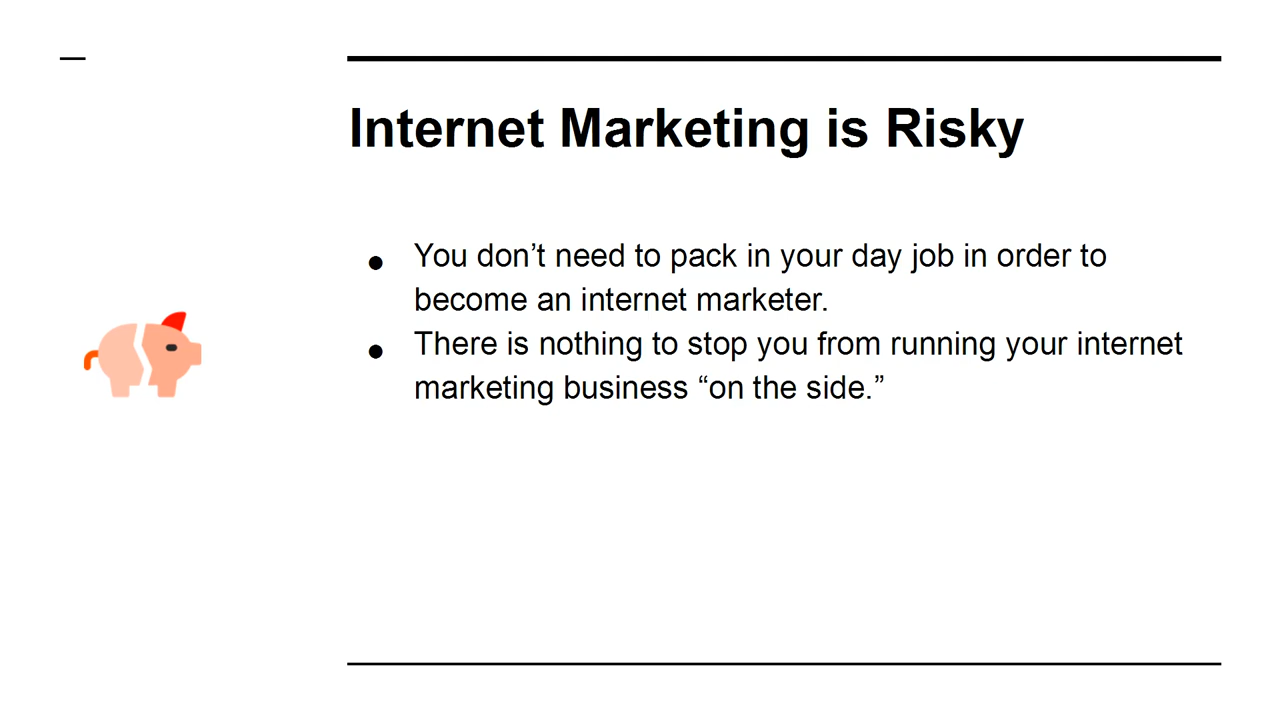 Internet Marketing is Risky
● You don’t need to pack in your day job in order to
become an internet marketer.
● There is nothing to stop you from running your internet
marketing business “on the side.”